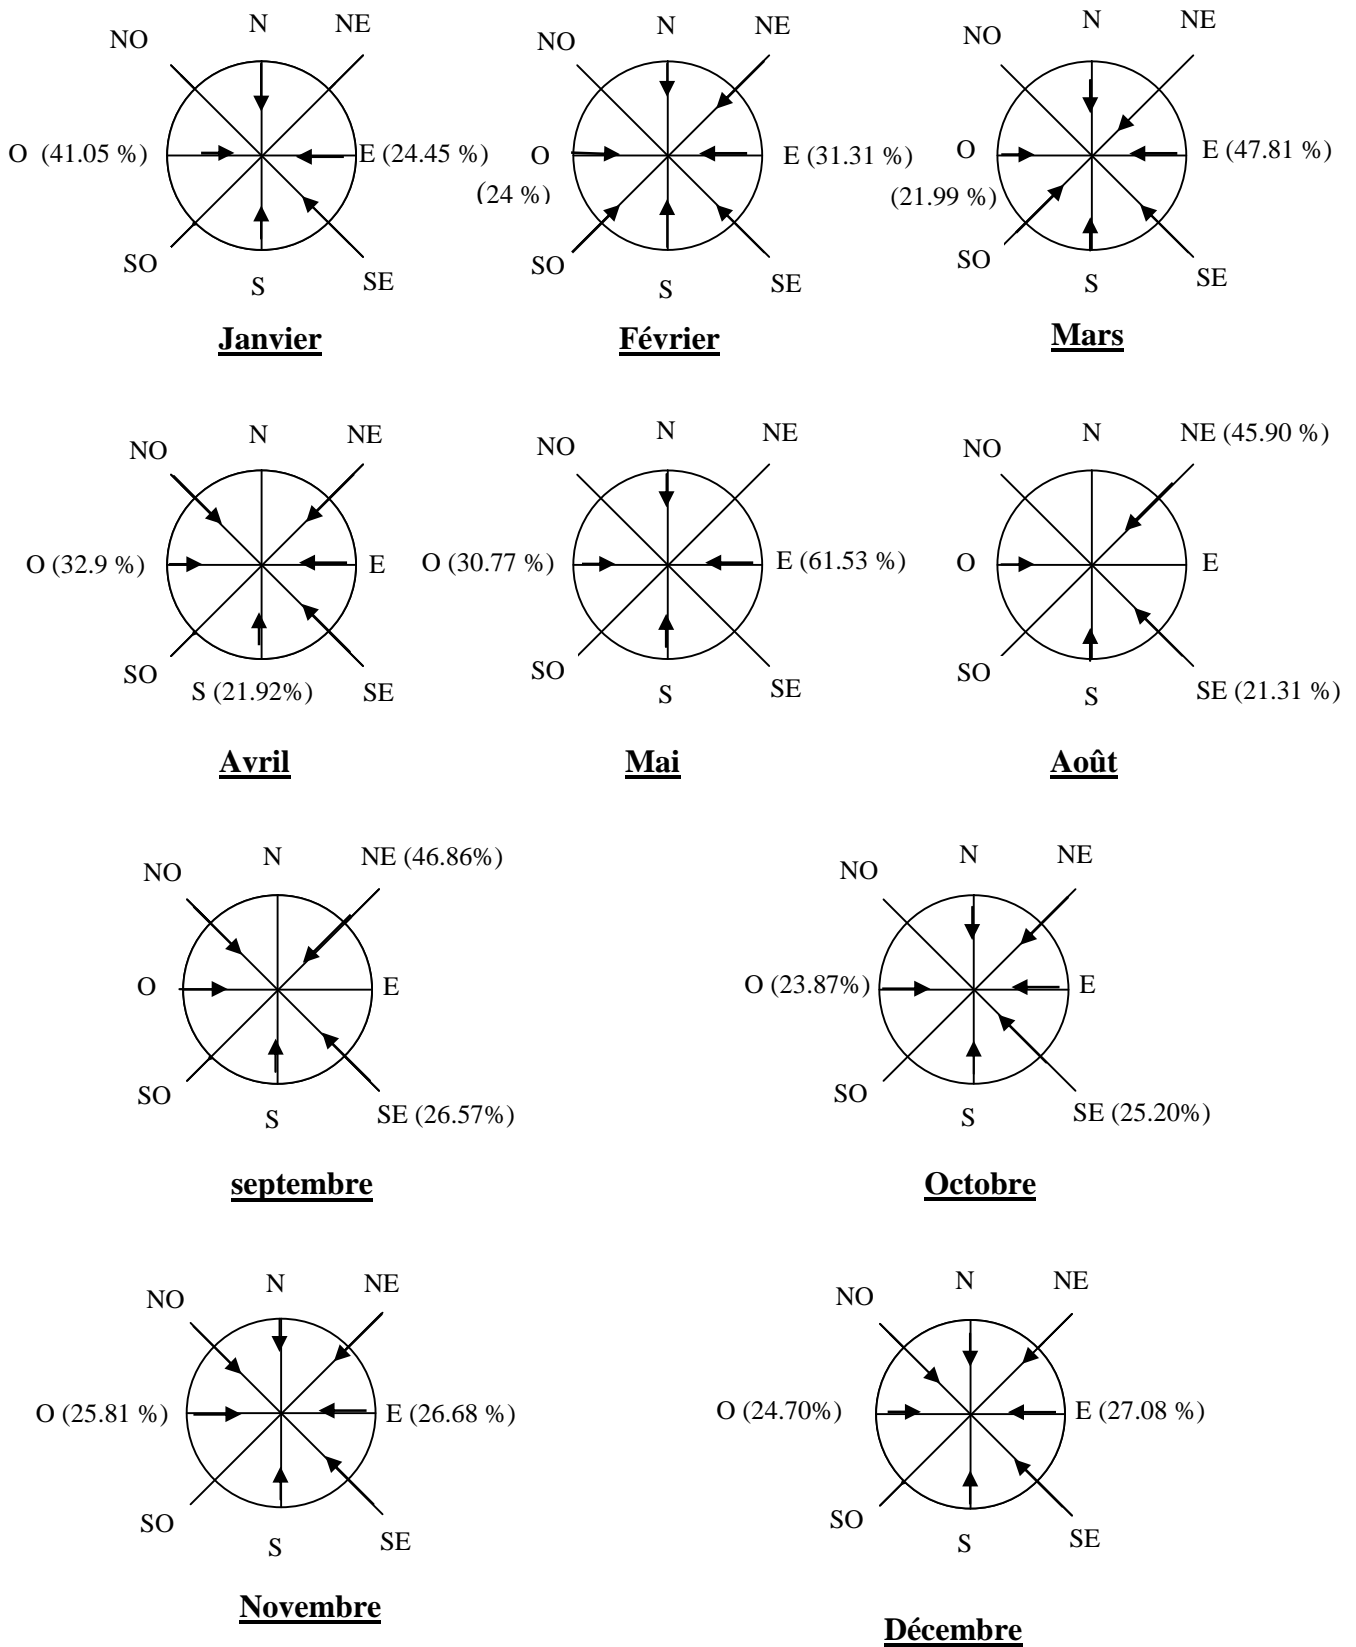 N
NE
NO
O (41.05 %)
E (24.45 %)
SO
SE
S
Janvier
N
NE
NO
O
(24 %)
E (31.31 %)
SO
SE
S
Février
N
NE
NO
O
(21.99 %)
E (47.81 %)
SO
SE
S
Mars
N
NE
NO
O (32.9 %)
E
SO
S (21.92%)
SE
Avril
N
NE
NO
O (30.77 %)
E (61.53 %)
SO
SE
S
Mai
N
NE (45.90 %)
NO
O
E
SO
SE (21.31 %)
S
Août
N
NE (46.86%)
NO
O
E
SO
SE (26.57%)
S
septembre
N
NE
NO
O (23.87%)
E
SO
SE (25.20%)
S
Octobre
N
NE
NO
O (25.81 %)
E (26.68 %)
SO
SE
S
Novembre
N
NE
NO
O (24.70%)
E (27.08 %)
SO
SE
S
Décembre